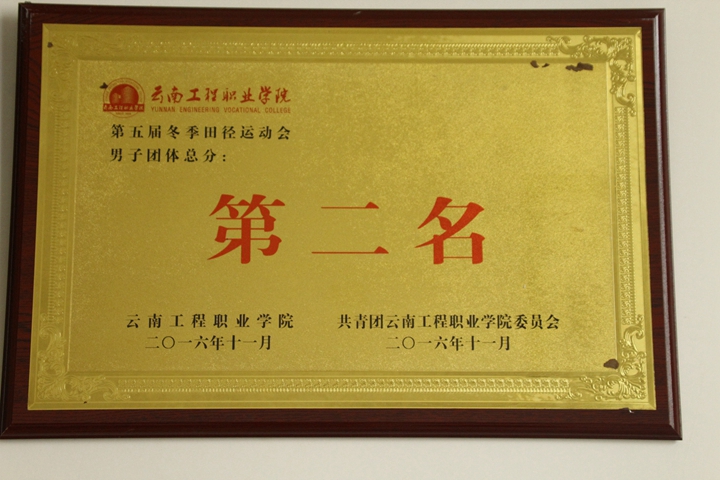 云南工程职业学院
YUNNAN ENGINEERING VOCATIONAL COLLEGE
第五届冬季田径运动会
男子团体总分：
第二名
云南工程职业学院 共青团云南工程职业学院委员会
二〇一六年十一月 二〇一六年十一月